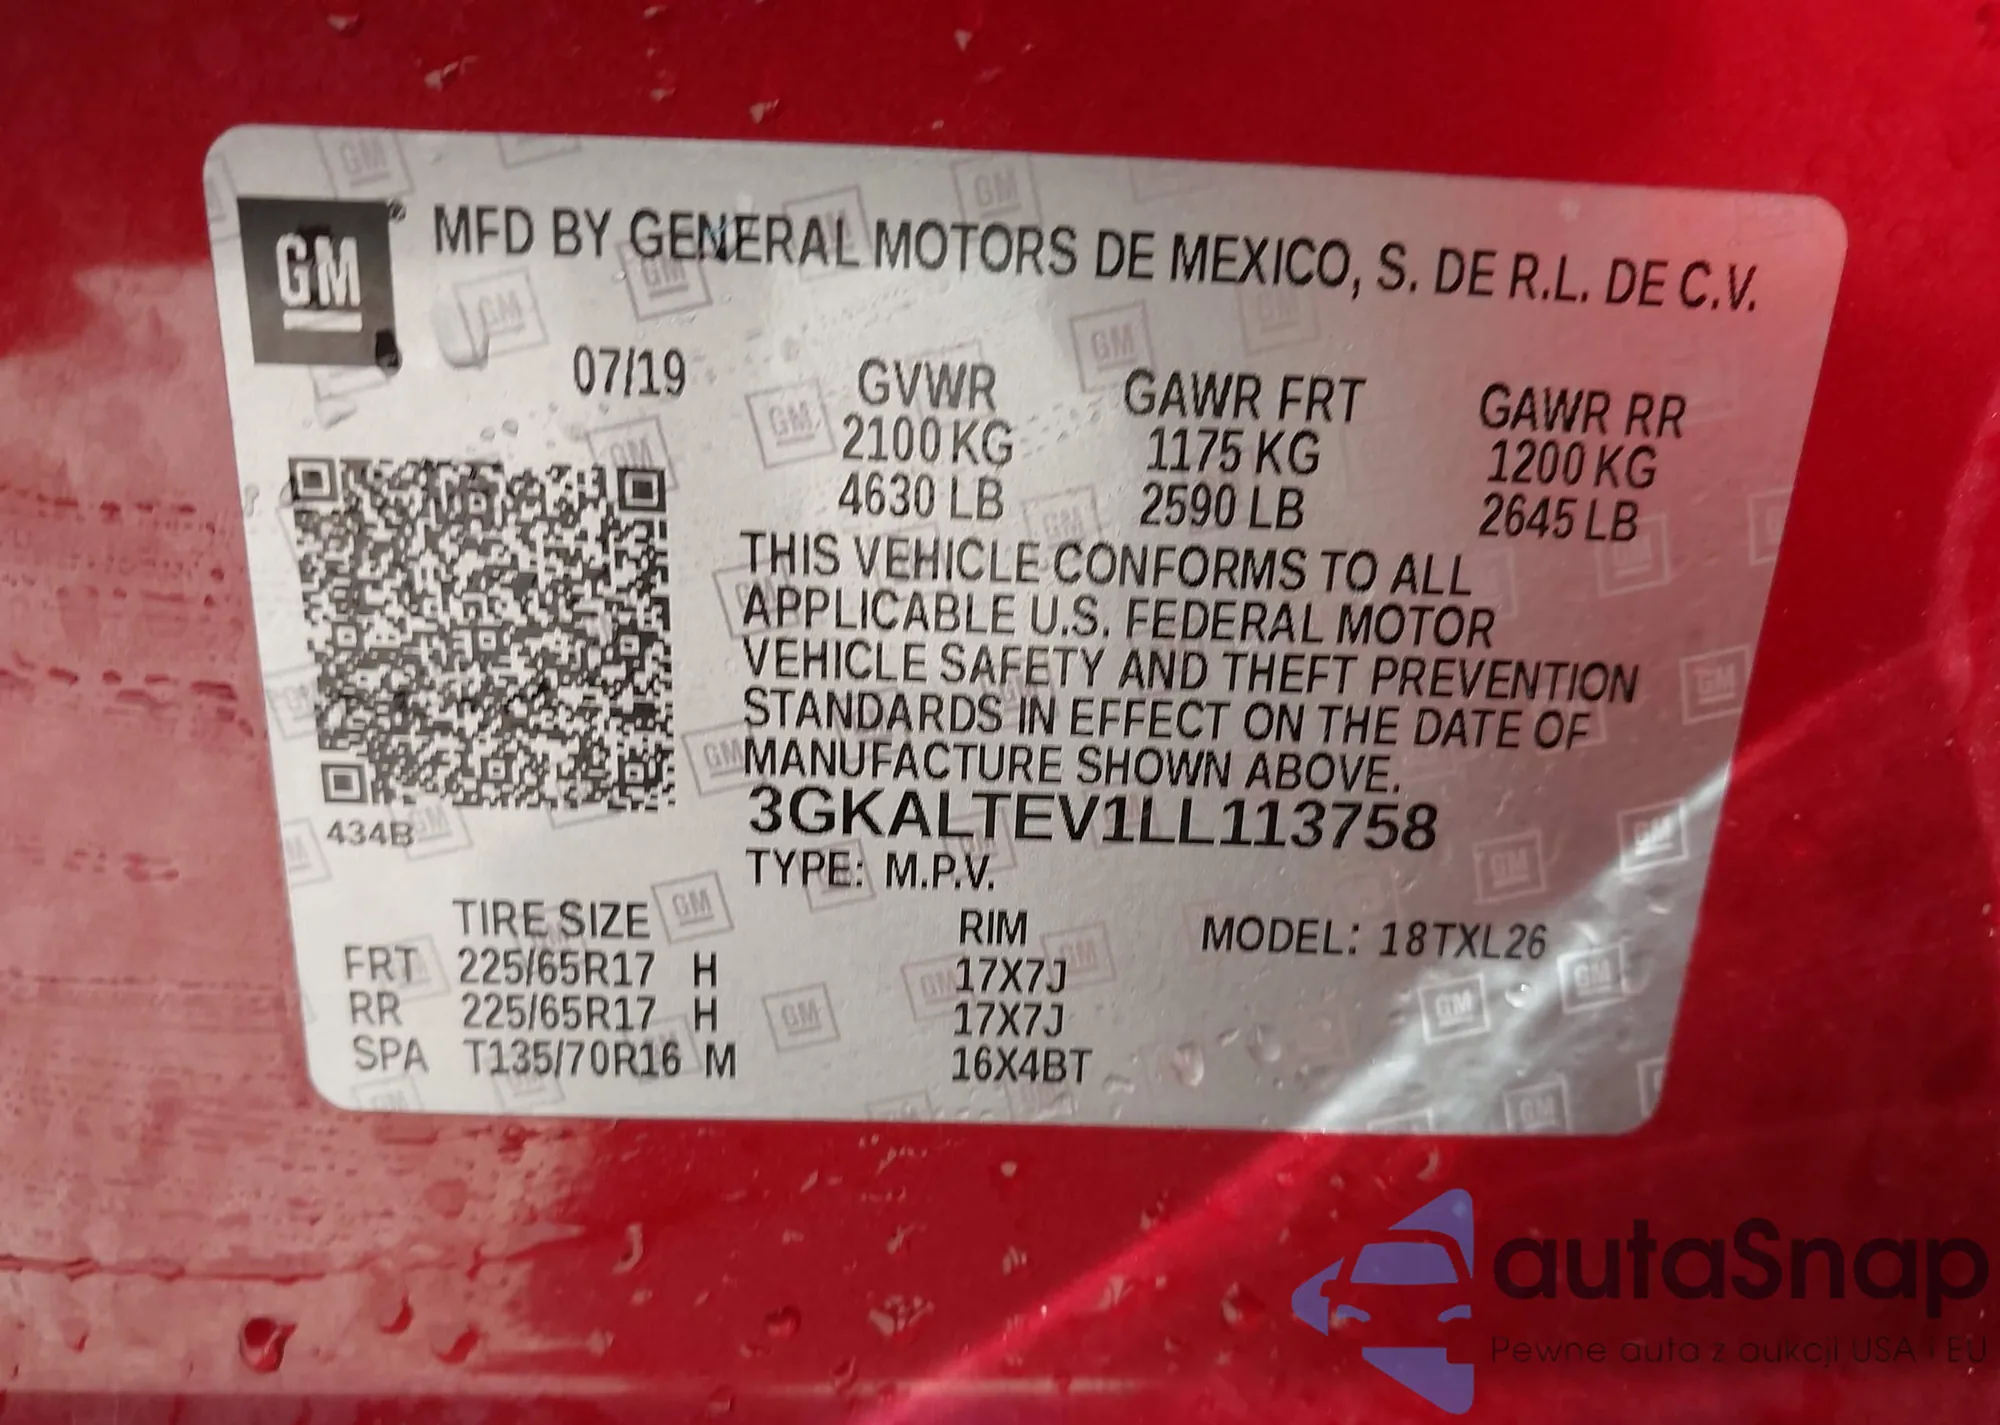 GM
MFD BY GENERAL MOTORS DE MEXICO, S. DE R.L. DE C.V.
07/19 GVWR GAWR FRT GAWR RR
2100 KG 1175 KG 1200 KG
4630 LB 2590 LB 2645 LB
THIS VEHICLE CONFORMS TO ALL
APPLICABLE U.S. FEDERAL MOTOR
VEHICLE SAFETY AND THEFT PREVENTION
STANDARDS IN EFFECT ON THE DATE OF
MANUFACTURE SHOWN ABOVE.
3GKALTEV1LL113758
434B
TYPE: M.P.V.
TIRE SIZE RIM MODEL: 18TXL26
FRT 225/65R17 H 17X7J
RR 225/65R17 H 17X7J
SPA T135/70R16 M 16X4BT
autaSnap
Pewne auta z aukcji USA i EU